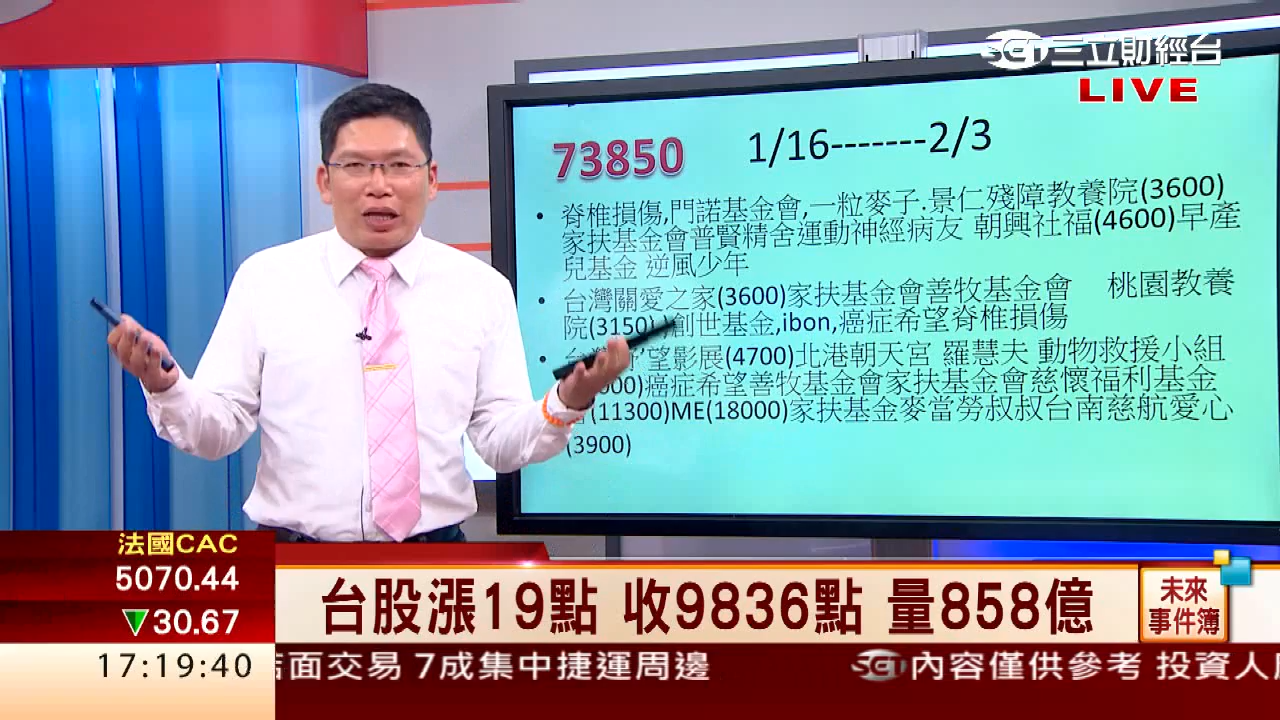 SET三立財經台
LIVE
73850 1/16-------2/3
• 脊椎損傷,門諾基金會,一粒麥子.景仁殘障教養院(3600)
家扶基金會普賢精舍運動神經病友 朝興社福(4600)早產
兒基金 逆風少年
• 台灣關愛之家(3600)家扶基金會善牧基金會 桃園教養
院(3150) 創世基金,ibon,癌症希望脊椎損傷
• 望影展(4700)北港朝天宮 羅慧夫 動物救援小組
00)癌症希望善牧基金會家扶基金會慈懷福利基金
(11300)ME(18000)家扶基金麥當勞叔叔台南慈航愛心
(3900)
法國CAC
5070.44
▼30.67
台股漲19點 收9836點 量858億
未來
事件簿
17:19:40
面交易 7成集中捷運周邊 SET內容僅供參考 投資人